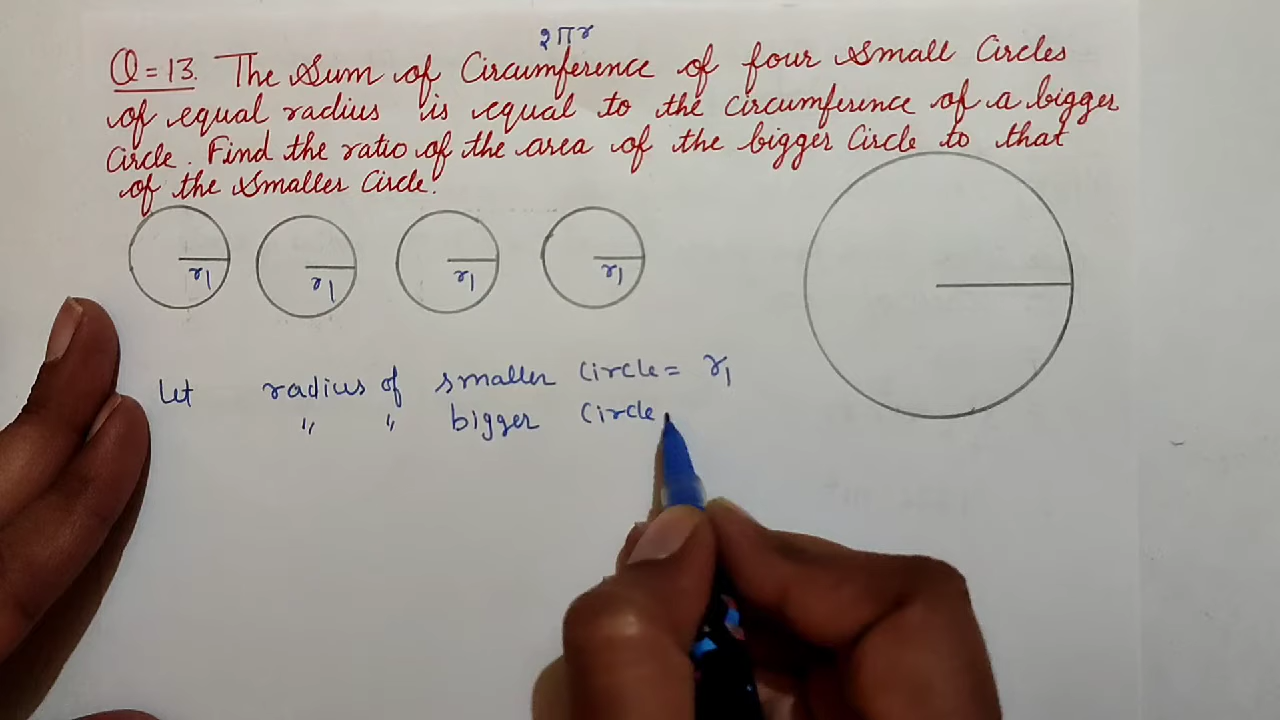 2πr
Q=13. The Sum of Circumference of four Small Circles
of equal radius is equal to the circumference of a bigger
Circle. Find the ratio of the area of the bigger Circle to that
of the Smaller Circle.
r1 r1 r1 r1
Let radius of smaller Circle = r1
" " bigger Circle